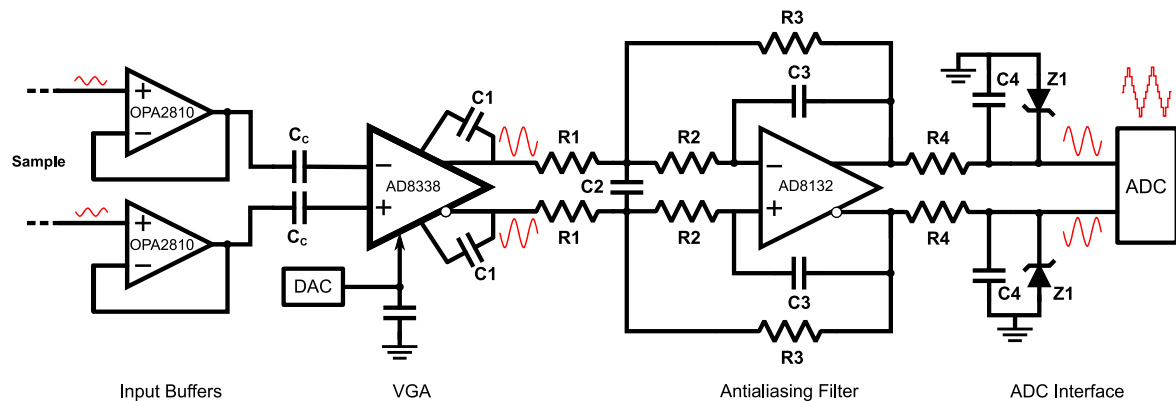 R3
C3
C1
C4
Z1
+
OPA2810
−
Sample
Cc
−
AD8338
+
R1
R2
−
AD8132
+
R4
C2
ADC
+
OPA2810
−
Cc
R1
R2
R4
C1
C3
C4
Z1
DAC
R3
Input Buffers
VGA
Antialiasing Filter
ADC Interface